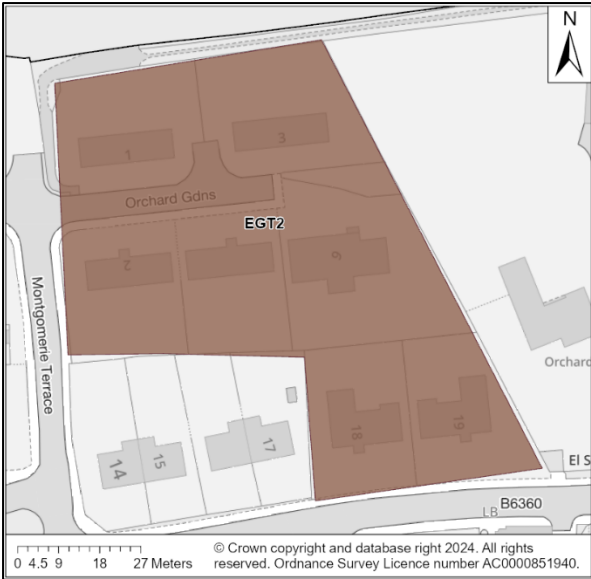 N
1
3
Orchard Gdns
EGT2
2
6
Montgomerie Terrace
Orchard
18
19
14
15
17
El S
B6360
LB
0 4.5 9 18 27 Meters
© Crown copyright and database right 2024. All rights
reserved. Ordnance Survey Licence number AC0000851940.